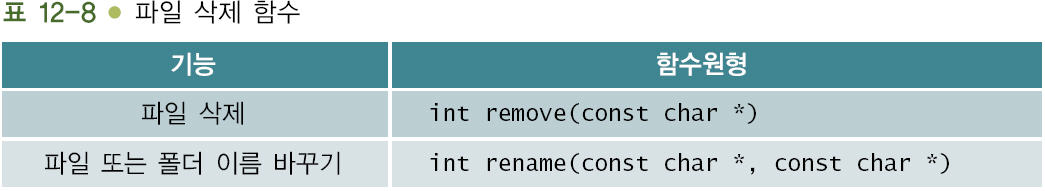 표 12-8 ● 파일 삭제 함수
기능 함수원형
파일 삭제 int remove(const char *)
파일 또는 폴더 이름 바꾸기 int rename(const char *, const char *)